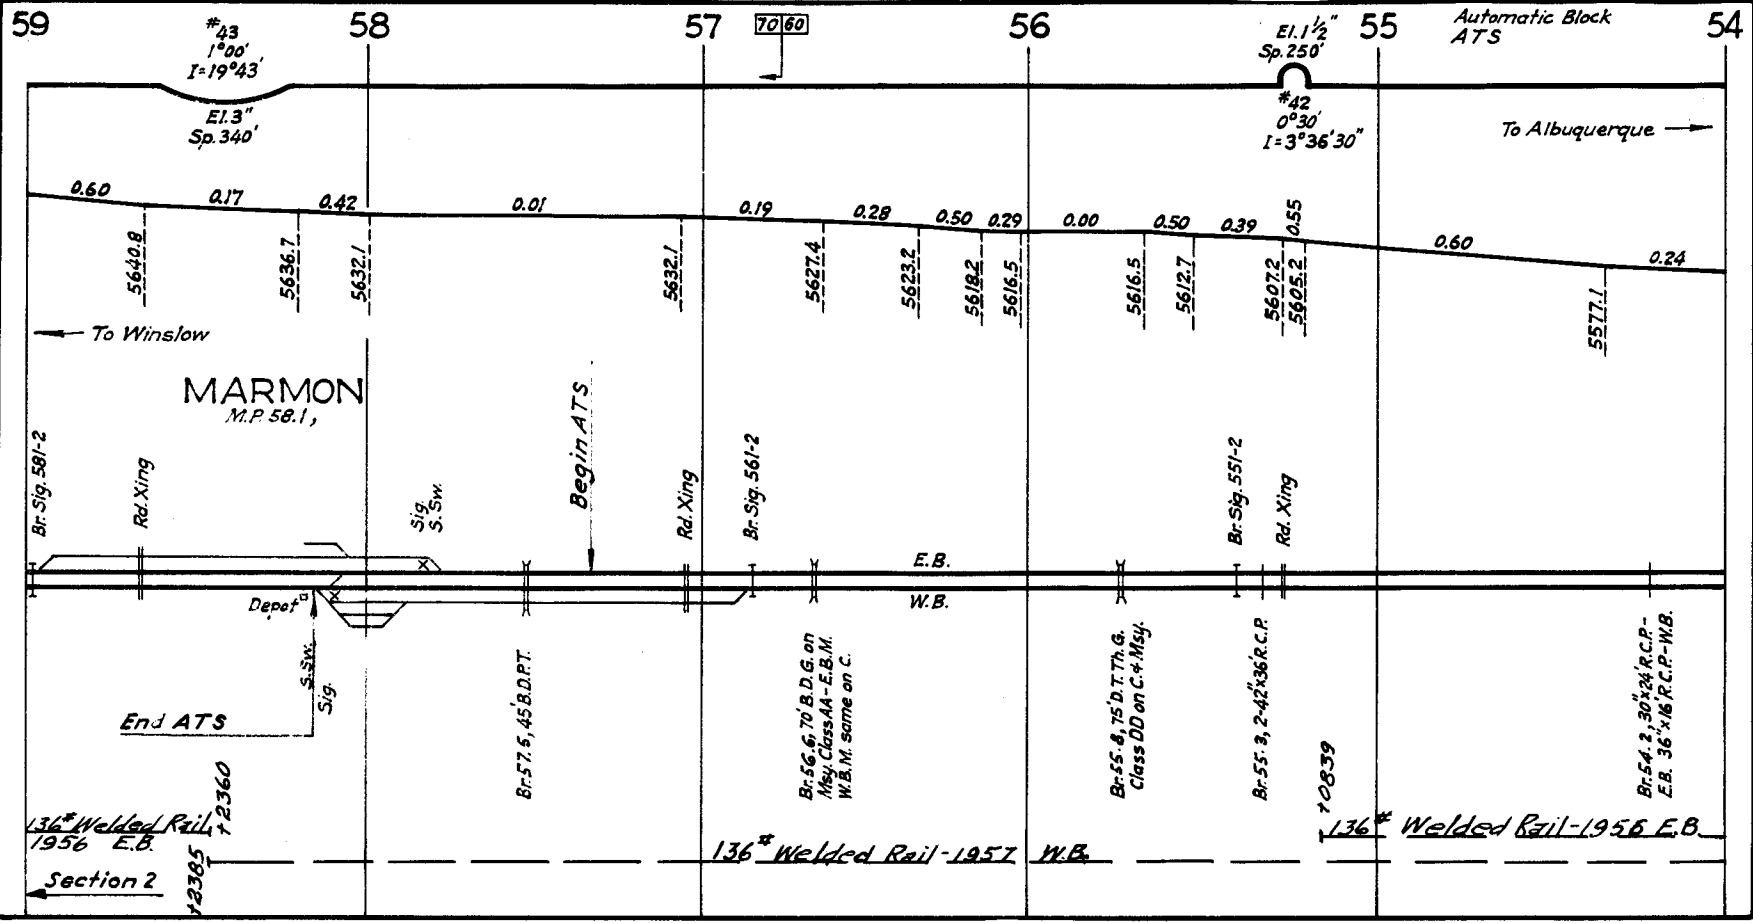 59
#43
1°00'
I=19°43'
El.3"
Sp.340'
58
57
70 60
56
El.1½"
Sp.250'
#42
0°30'
I=3°36'30"
55
Automatic Block
ATS
54
To Albuquerque
0.60
0.17
0.42
0.01
0.19
0.28
0.50
0.29
0.00
0.50
0.39
0.55
0.60
0.24
5640.8
5636.7
5632.1
5632.1
5627.4
5623.2
5618.2
5616.5
5616.5
5612.7
5607.2
5605.2
5577.1
To Winslow
MARMON
M.P. 58.1,
Br. Sig. 581-2
Rd. Xing
Sig.
S. Sw.
Begin ATS
Rd. Xing
Br. Sig. 561-2
Br. Sig. 551-2
Rd. Xing
E.B.
W.B.
Depot
S. Sw.
Sig.
End ATS
Br. 57.5, 45' B.D.P.T.
Br. 56.6, 70' B.D.G. on
Msy. Class AA-E.B.M.
W.B.M. same on C.
Br. 55.8, 75' D.T. Th. G.
Class DD on C. & Msy.
Br. 55.3, 2-42"x36' R.C.P.
Br. 54.2, 30"x24' R.C.P.-
E.B. 36"x16' R.C.P.-W.B.
+2360
+0839
136# Welded Rail
1956 E.B.
136# Welded Rail-1956 E.B.
136# Welded Rail-1957 W.B.
+2385
Section 2